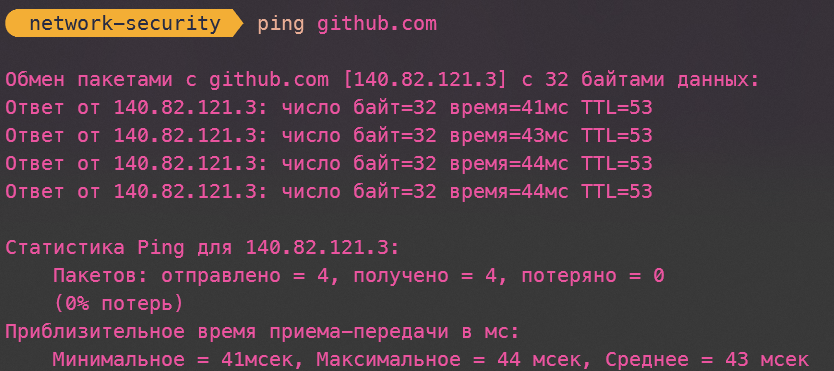 network-security ping github.com
Обмен пакетами с github.com [140.82.121.3] с 32 байтами данных:
Ответ от 140.82.121.3: число байт=32 время=41мс TTL=53
Ответ от 140.82.121.3: число байт=32 время=43мс TTL=53
Ответ от 140.82.121.3: число байт=32 время=44мс TTL=53
Ответ от 140.82.121.3: число байт=32 время=44мс TTL=53
Статистика Ping для 140.82.121.3:
Пакетов: отправлено = 4, получено = 4, потеряно = 0
(0% потерь)
Приблизительное время приема-передачи в мс:
Минимальное = 41мсек, Максимальное = 44 мсек, Среднее = 43 мсек